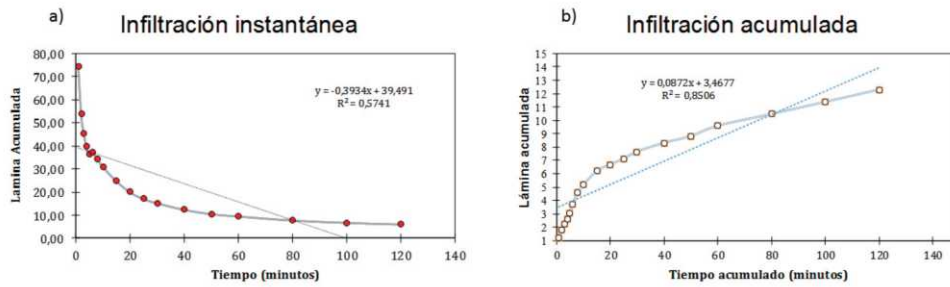 a)
Infiltración instantánea
80,00
70,00
60,00
50,00
40,00
30,00
20,00
10,00
0,00
Lamina Acumulada
y = -0,3934x + 39,491
R² = 0,5741
0 20 40 60 80 100 120 140
Tiempo (minutos)
b)
Infiltración acumulada
15
14
13
12
11
10
9
8
7
6
5
4
3
2
1
Lámina acumulada
y = 0,0872x + 3,4677
R² = 0,8506
0 20 40 60 80 100 120 140
Tiempo acumulado (minutos)